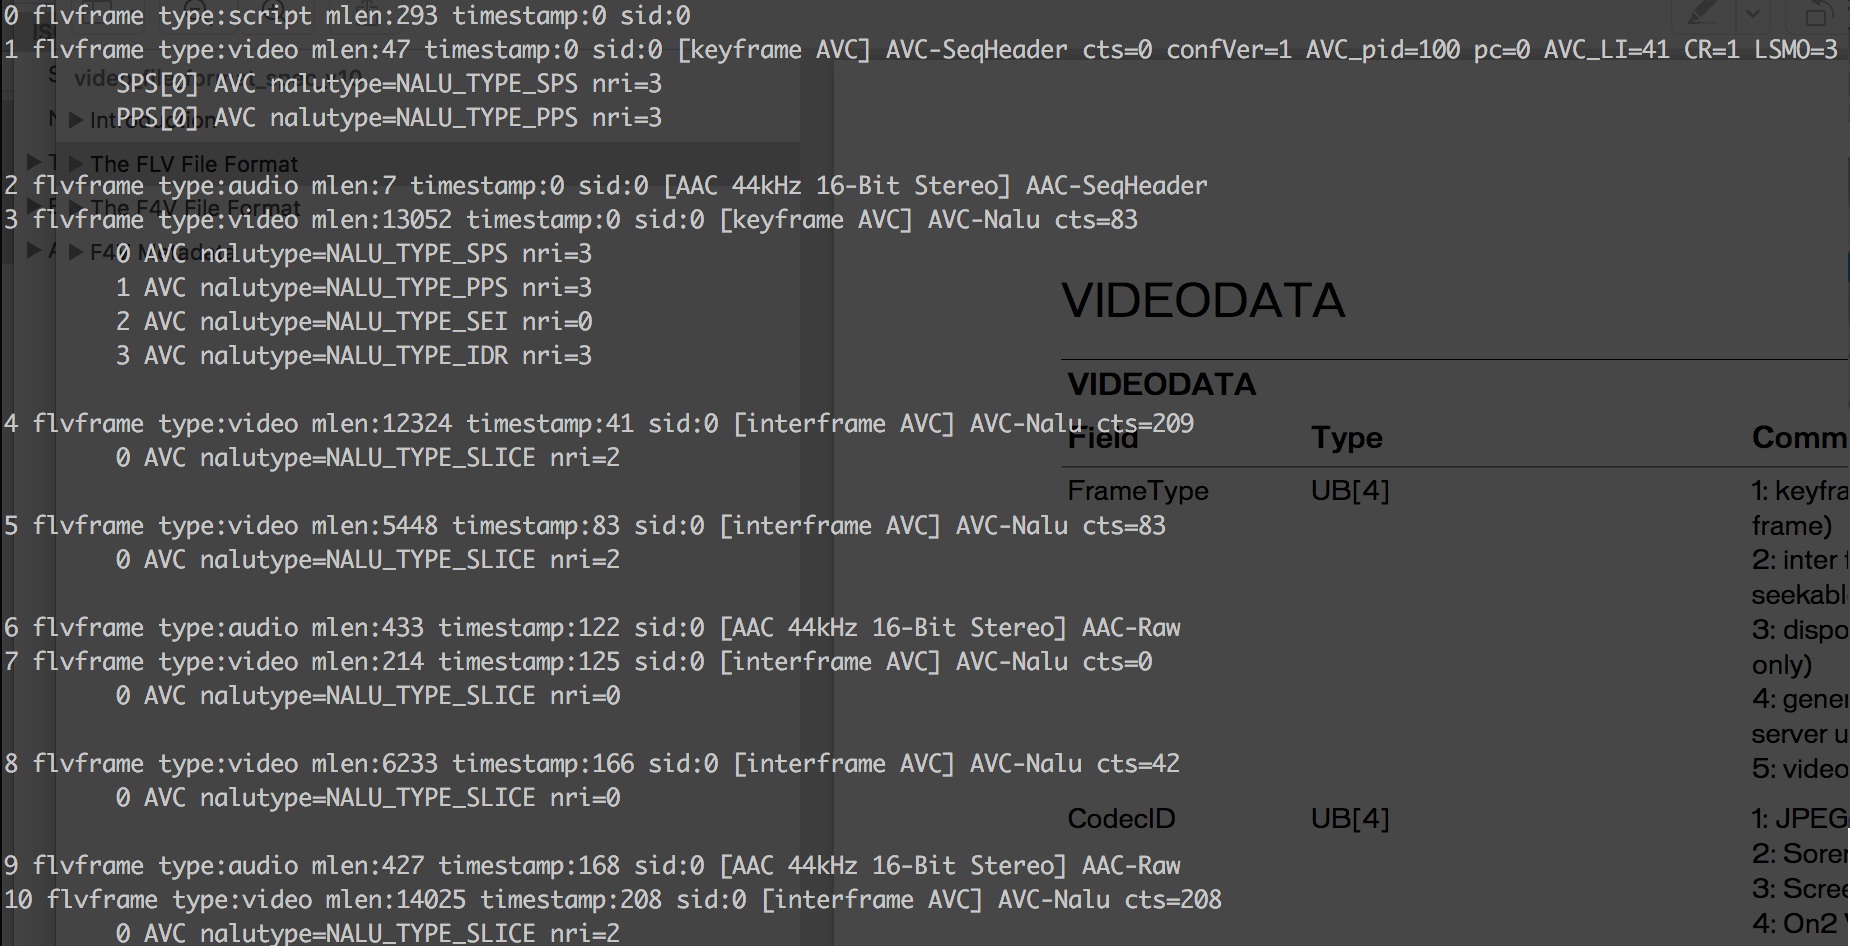 0 flvframe type:script mlen:293 timestamp:0 sid:0
1 flvframe type:video mlen:47 timestamp:0 sid:0 [keyframe AVC] AVC-SeqHeader cts=0 confVer=1 AVC_pid=100 pc=0 AVC_LI=41 CR=1 LSMO=3
SPS[0] AVC nalutype=NALU_TYPE_SPS nri=3
PPS[0] AVC nalutype=NALU_TYPE_PPS nri=3
2 flvframe type:audio mlen:7 timestamp:0 sid:0 [AAC 44kHz 16-Bit Stereo] AAC-SeqHeader
3 flvframe type:video mlen:13052 timestamp:0 sid:0 [keyframe AVC] AVC-Nalu cts=83
0 AVC nalutype=NALU_TYPE_SPS nri=3
1 AVC nalutype=NALU_TYPE_PPS nri=3
2 AVC nalutype=NALU_TYPE_SEI nri=0
3 AVC nalutype=NALU_TYPE_IDR nri=3
4 flvframe type:video mlen:12324 timestamp:41 sid:0 [interframe AVC] AVC-Nalu cts=209
0 AVC nalutype=NALU_TYPE_SLICE nri=2
5 flvframe type:video mlen:5448 timestamp:83 sid:0 [interframe AVC] AVC-Nalu cts=83
0 AVC nalutype=NALU_TYPE_SLICE nri=2
6 flvframe type:audio mlen:433 timestamp:122 sid:0 [AAC 44kHz 16-Bit Stereo] AAC-Raw
7 flvframe type:video mlen:214 timestamp:125 sid:0 [interframe AVC] AVC-Nalu cts=0
0 AVC nalutype=NALU_TYPE_SLICE nri=0
8 flvframe type:video mlen:6233 timestamp:166 sid:0 [interframe AVC] AVC-Nalu cts=42
0 AVC nalutype=NALU_TYPE_SLICE nri=0
9 flvframe type:audio mlen:427 timestamp:168 sid:0 [AAC 44kHz 16-Bit Stereo] AAC-Raw
10 flvframe type:video mlen:14025 timestamp:208 sid:0 [interframe AVC] AVC-Nalu cts=208
0 AVC nalutype=NALU_TYPE_SLICE nri=2
Introduction
The FLV File Format
The F4V File Format
F4V Metadata
VIDEODATA
VIDEODATA
Field Type Comm
FrameType UB[4] 1: keyfra
frame)
2: inter
seekabl
3: dispo
only)
4: gener
server u
5: video
CodecID UB[4] 1: JPEG
2: Soren
3: Scree
4: On2